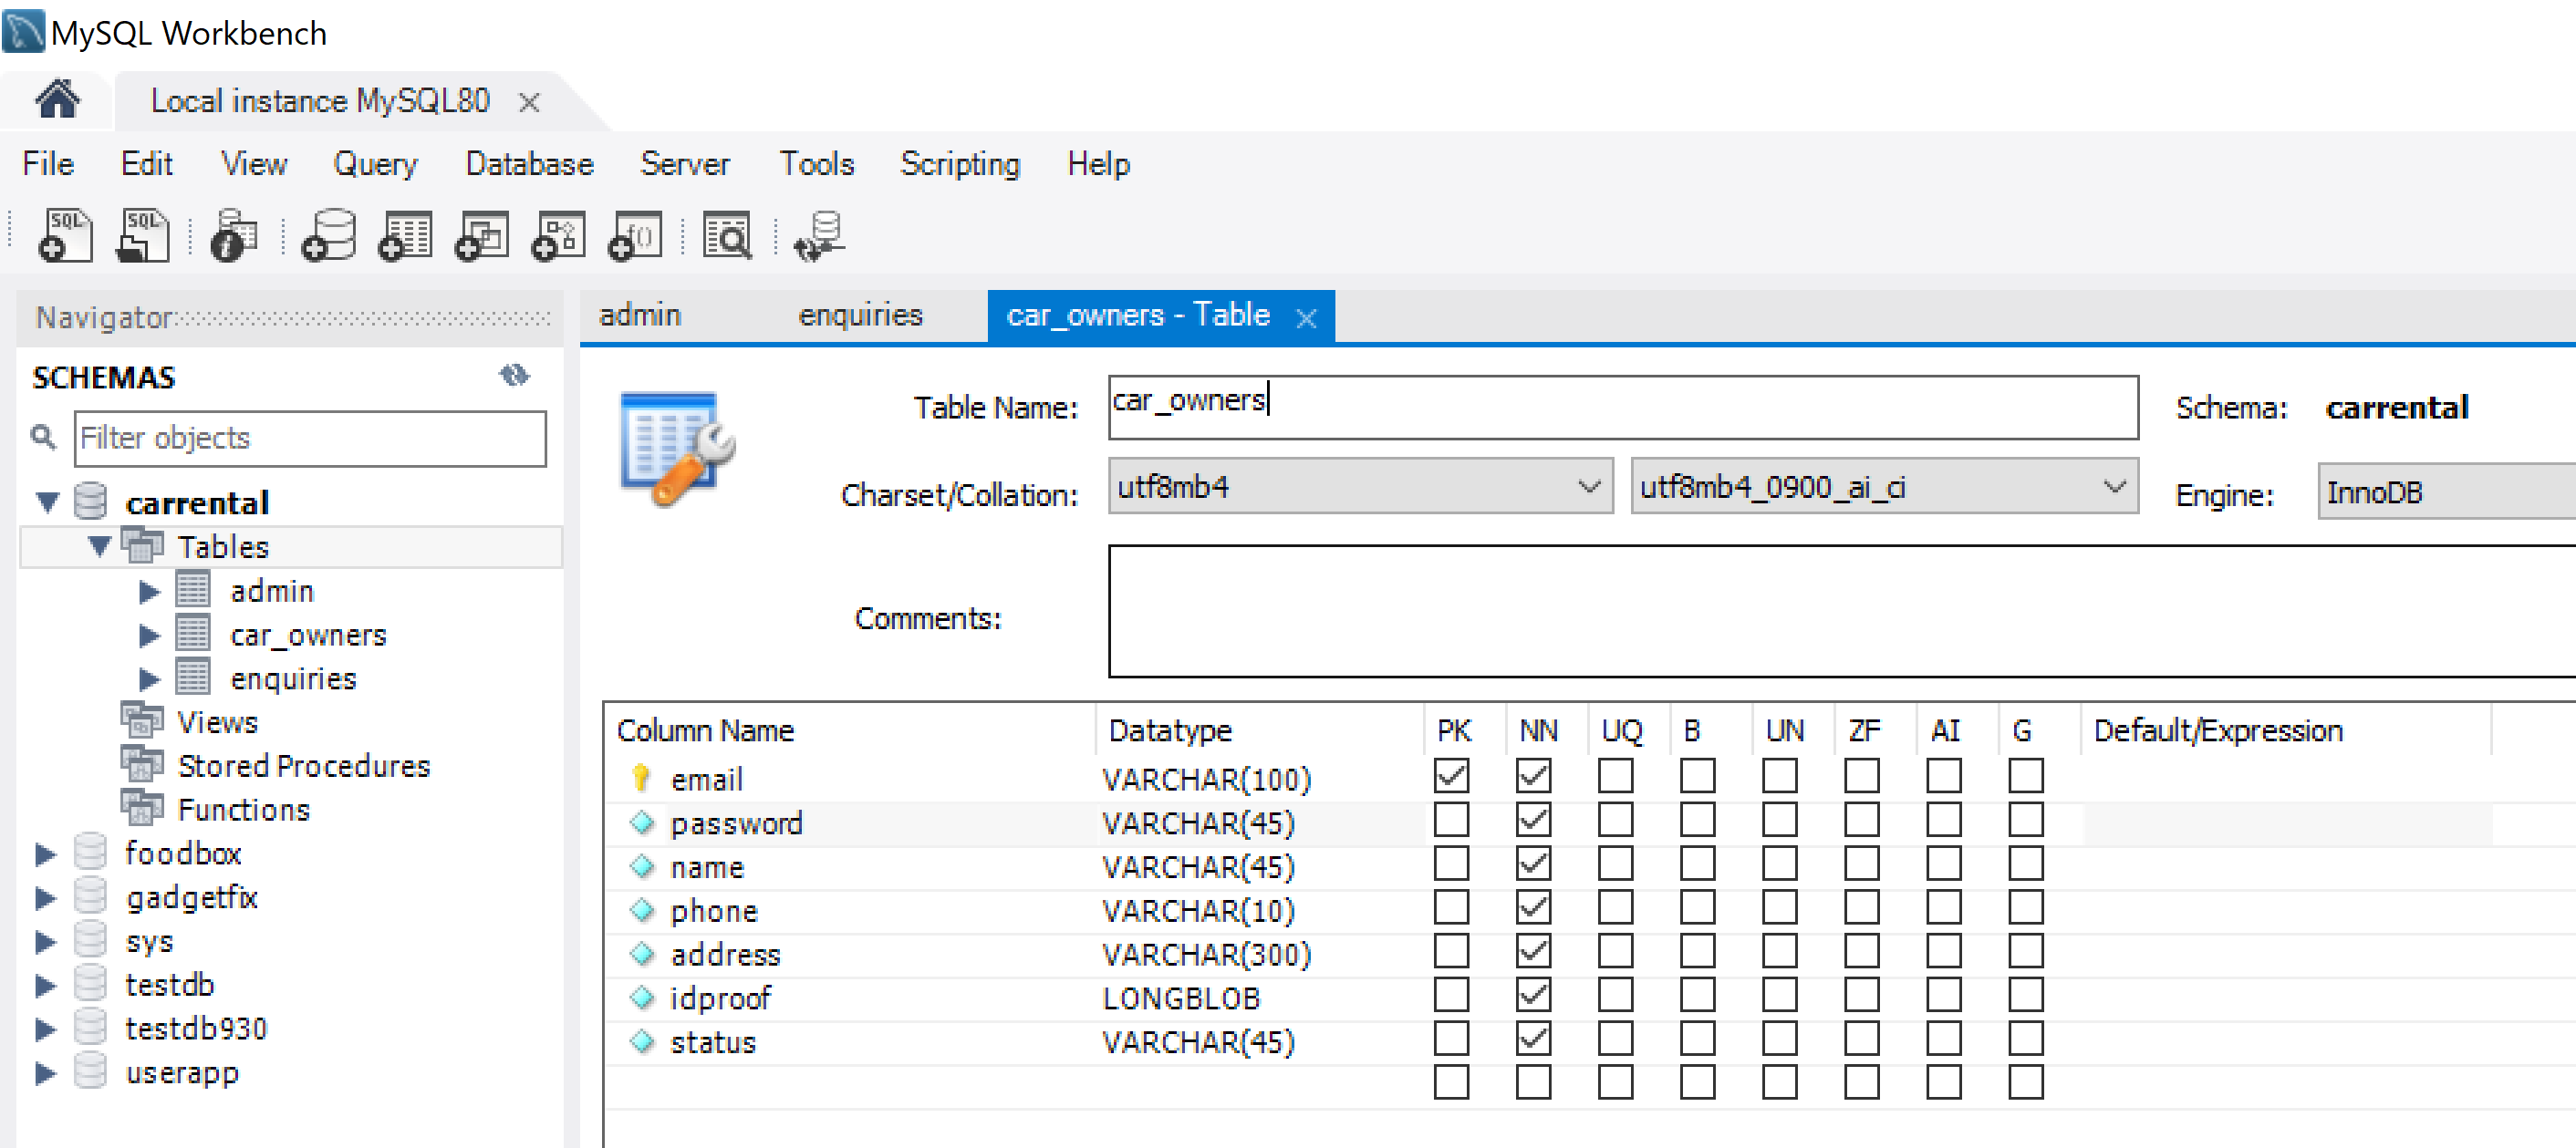 MySQL Workbench
Local instance MySQL80
File Edit View Query Database Server Tools Scripting Help
SQL SQL f()
Navigator
SCHEMAS
Filter objects
carrental
Tables
admin
car_owners
enquiries
Views
Stored Procedures
Functions
foodbox
gadgetfix
sys
testdb
testdb930
userapp
admin enquiries car_owners - Table
Table Name: car_owners Schema: carrental
Charset/Collation: utf8mb4 utf8mb4_0900_ai_ci Engine: InnoDB
Comments:
Column Name Datatype PK NN UQ B UN ZF AI G Default/Expression
email VARCHAR(100)
password VARCHAR(45)
name VARCHAR(45)
phone VARCHAR(10)
address VARCHAR(300)
idproof LONGBLOB
status VARCHAR(45)